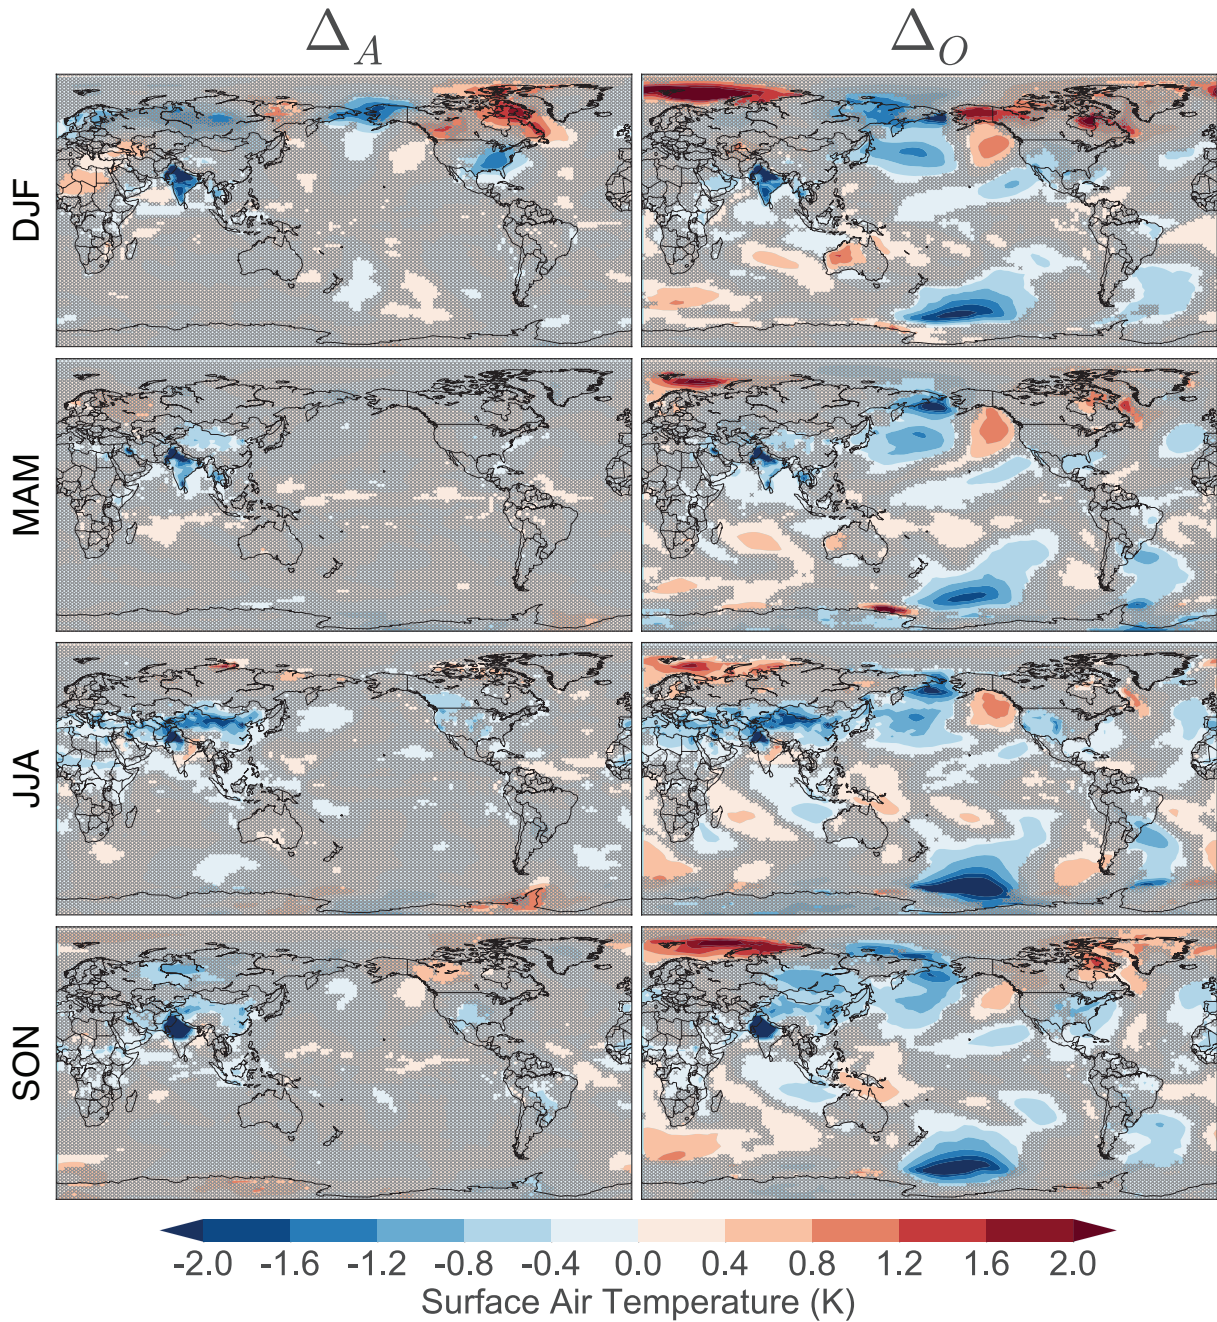 Δ_A Δ_O
DJF
MAM
JJA
SON
-2.0 -1.6 -1.2 -0.8 -0.4 0.0 0.4 0.8 1.2 1.6 2.0
Surface Air Temperature (K)